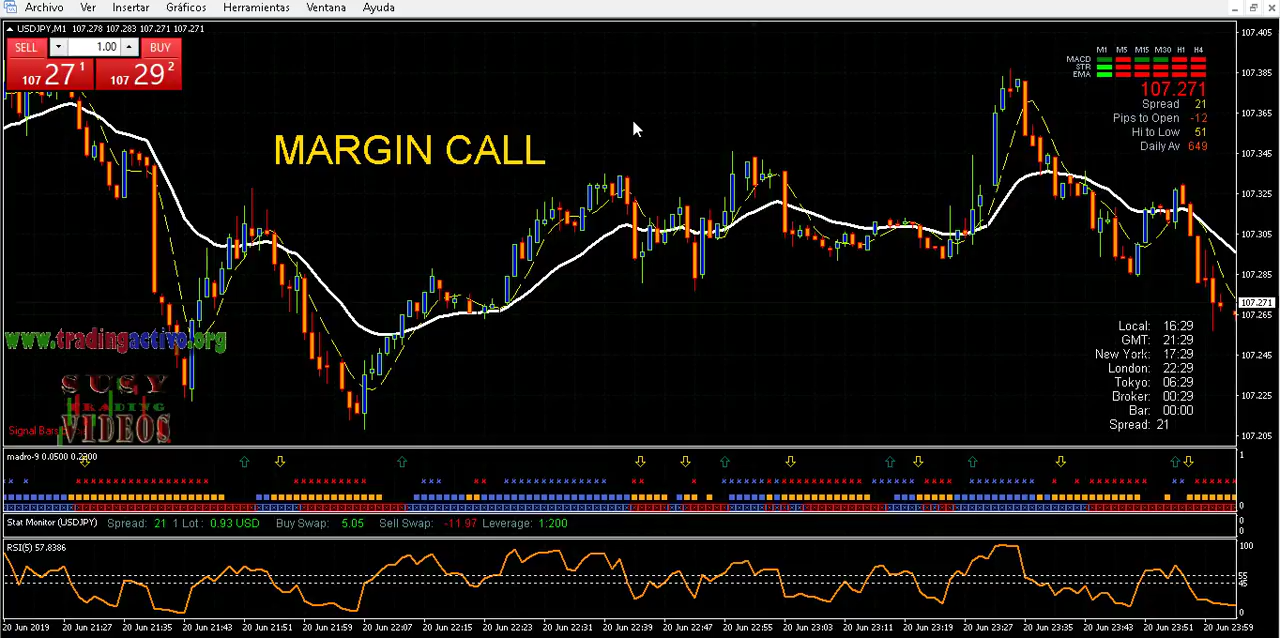 Archivo Ver Insertar Gráficos Herramientas Ventana Ayuda
USDJPY,M1 107.278 107.283 107.271 107.271
SELL 1.00 BUY
107 27 1 107 29 2
MARGIN CALL
M1 M5 M15 M30 H1 H4
MACD
STR
EMA
107.271
Spread 21
Pips to Open -12
Hi to Low 51
Daily Av 649
107.405
107.385
107.365
107.345
107.325
107.305
107.285
107.271
107.265
107.245
107.225
107.205
www.tradingactivo.org
SUSY
TRADING
VIDEOS
Local: 16:29
GMT: 21:29
New York: 17:29
London: 22:29
Tokyo: 06:29
Broker: 00:29
Bar: 00:00
Spread: 21
madro-9 0.0500 0.2300
1
0
Stat Monitor (USDJPY) Spread: 21 1 Lot: 0.93 USD Buy Swap: 5.05 Sell Swap: -11.97 Leverage: 1:200
0
0
RSI(5) 57.8386
100
55
45
0
20 Jun 2019 20 Jun 21:27 20 Jun 21:35 20 Jun 21:43 20 Jun 21:51 20 Jun 21:59 20 Jun 22:07 20 Jun 22:15 20 Jun 22:23 20 Jun 22:31 20 Jun 22:39 20 Jun 22:47 20 Jun 22:55 20 Jun 23:03 20 Jun 23:11 20 Jun 23:19 20 Jun 23:27 20 Jun 23:35 20 Jun 23:43 20 Jun 23:51 20 Jun 23:59